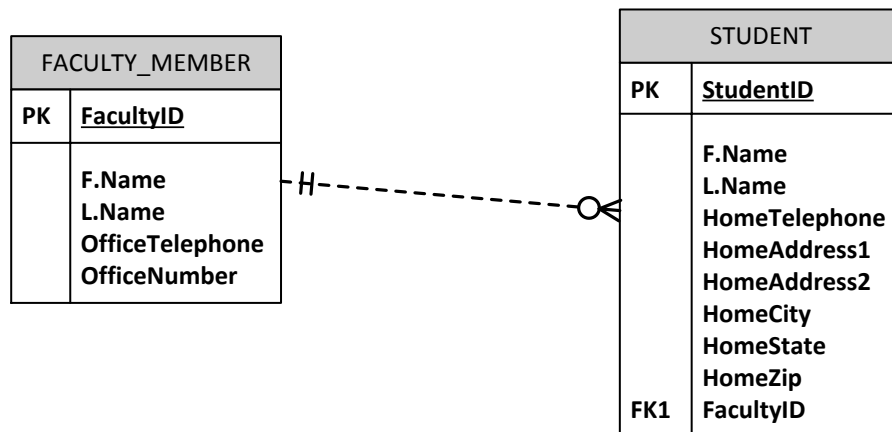 FACULTY_MEMBER
PK FacultyID
F.Name
L.Name
OfficeTelephone
OfficeNumber
STUDENT
PK StudentID
F.Name
L.Name
HomeTelephone
HomeAddress1
HomeAddress2
HomeCity
HomeState
HomeZip
FK1 FacultyID